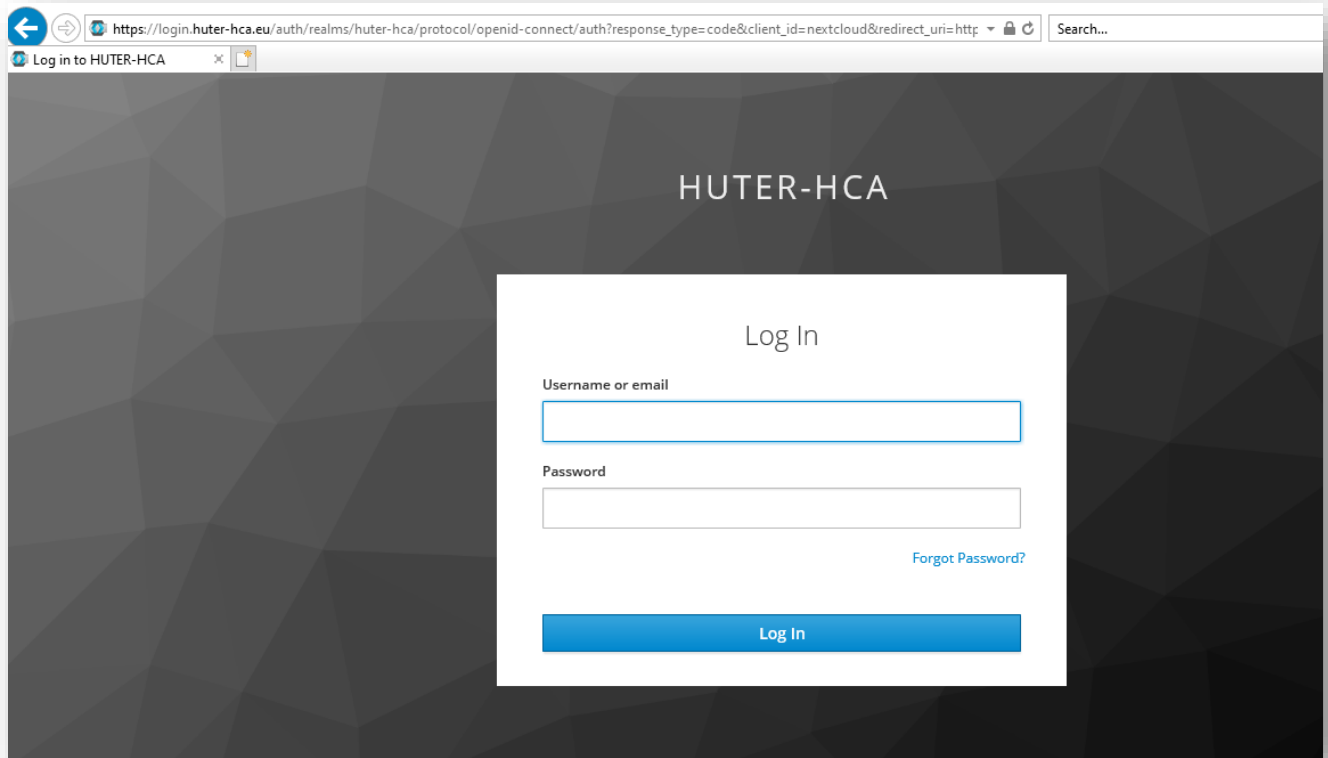 https://login.huter-hca.eu/auth/realms/huter-hca/protocol/openid-connect/auth?response_type=code&client_id=nextcloud&redirect_uri=http
Search...
Log in to HUTER-HCA
HUTER-HCA
Log In
Username or email
Password
Forgot Password?
Log In